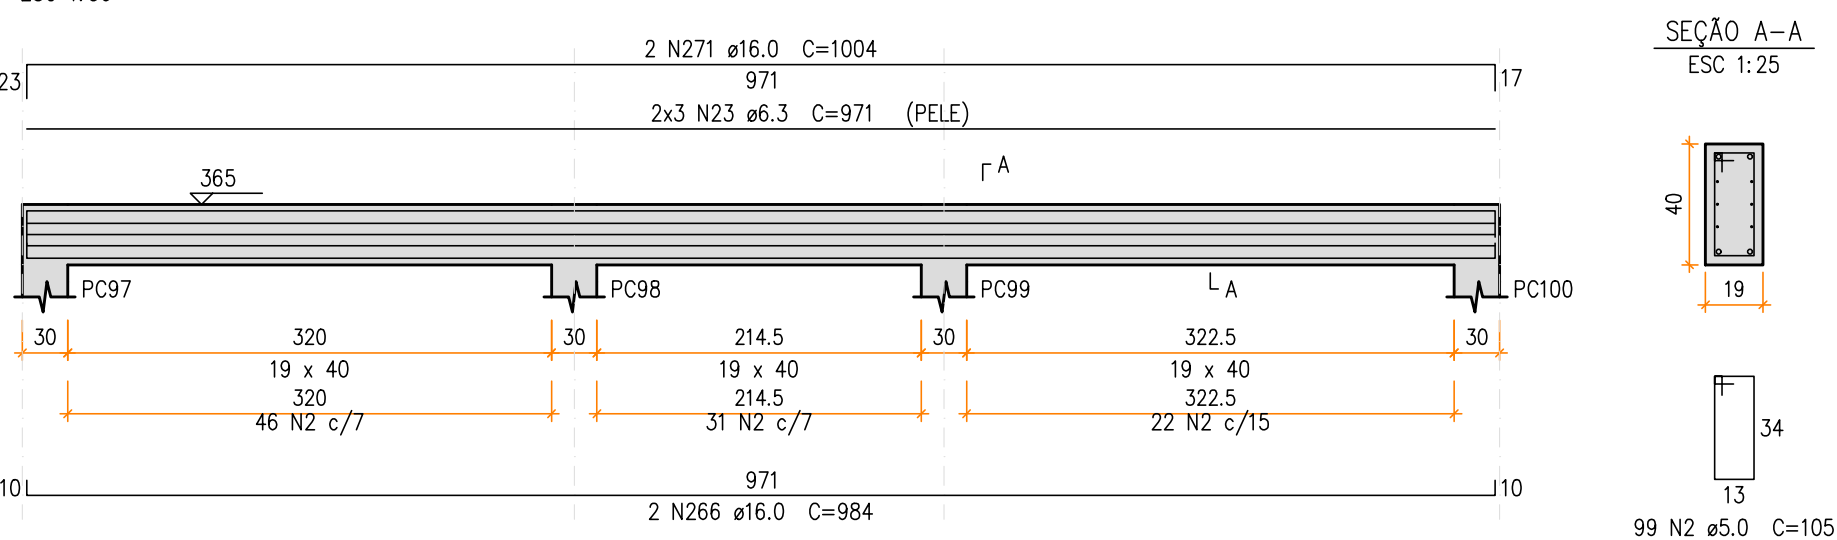 2 N271 ø16.0 C=1004
23 971 17
2x3 N23 ø6.3 C=971 (PELE)
A
365
PC97 PC98 PC99 A PC100
30 320 30 214.5 30 322.5 30
19 x 40 19 x 40 19 x 40
320 214.5 322.5
46 N2 c/7 31 N2 c/7 22 N2 c/15
10 971 10
2 N266 ø16.0 C=984
SEÇÃO A-A
ESC 1:25
40
19
34
13
99 N2 ø5.0 C=105